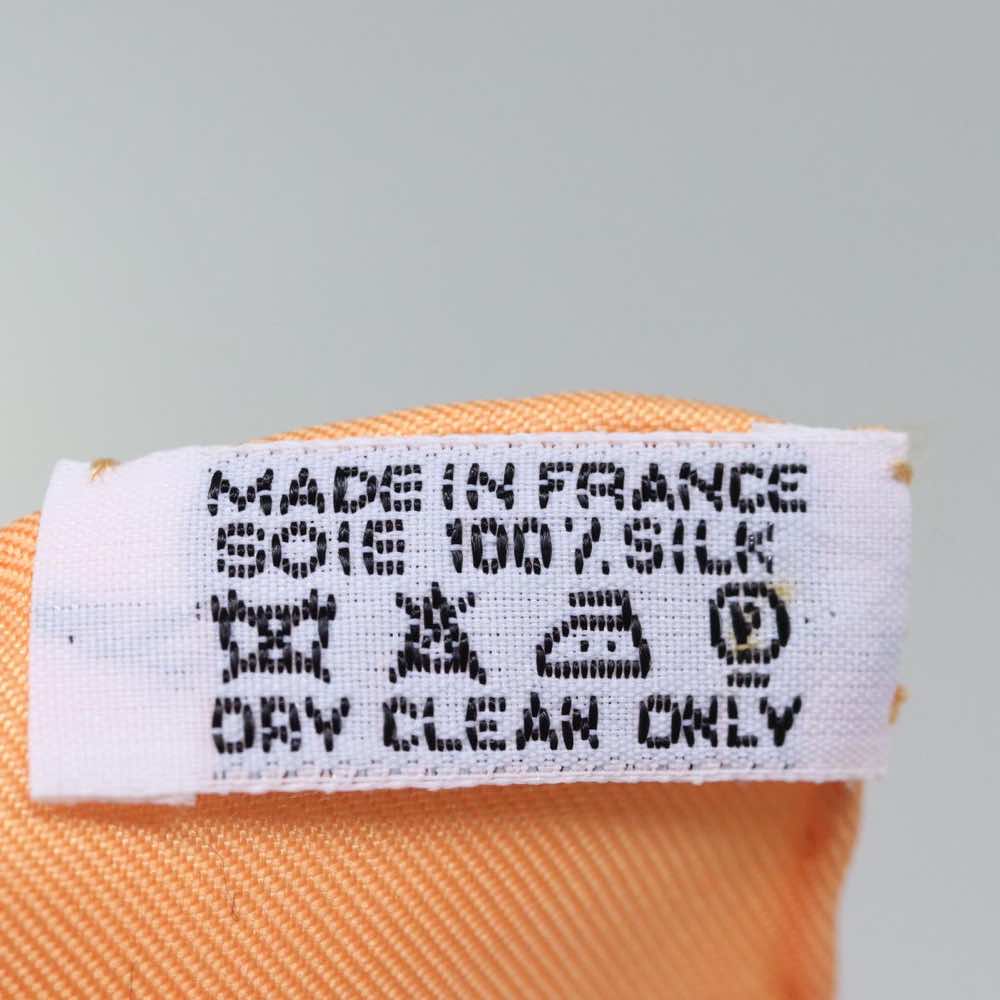 MADE IN FRANCE
SOIE 100% SILK
P
DRY CLEAN ONLY